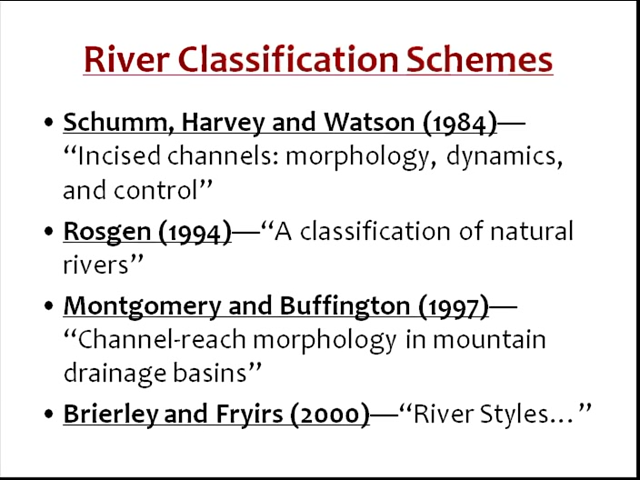 River Classification Schemes
• Schumm, Harvey and Watson (1984)—
“Incised channels: morphology, dynamics,
and control”
• Rosgen (1994)—“A classification of natural
rivers”
• Montgomery and Buffington (1997)—
“Channel-reach morphology in mountain
drainage basins”
• Brierley and Fryirs (2000)—“River Styles…”